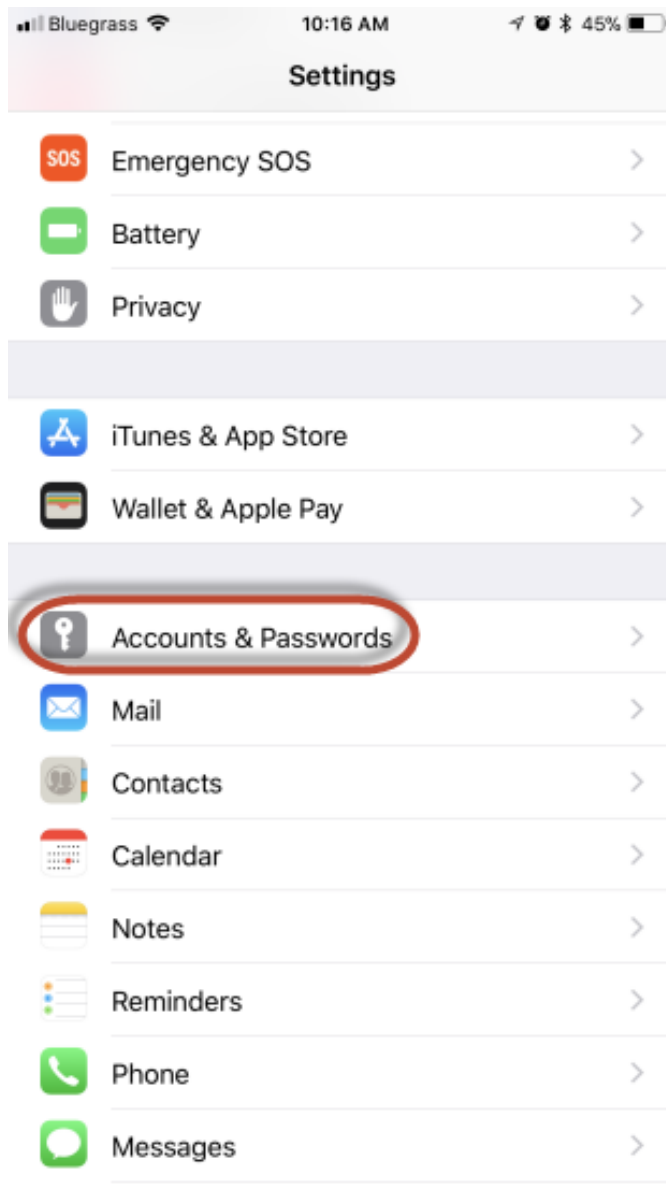 Bluegrass 10:16 AM 45%
Settings
SOS Emergency SOS
Battery
Privacy
iTunes & App Store
Wallet & Apple Pay
Accounts & Passwords
Mail
Contacts
Calendar
Notes
Reminders
Phone
Messages